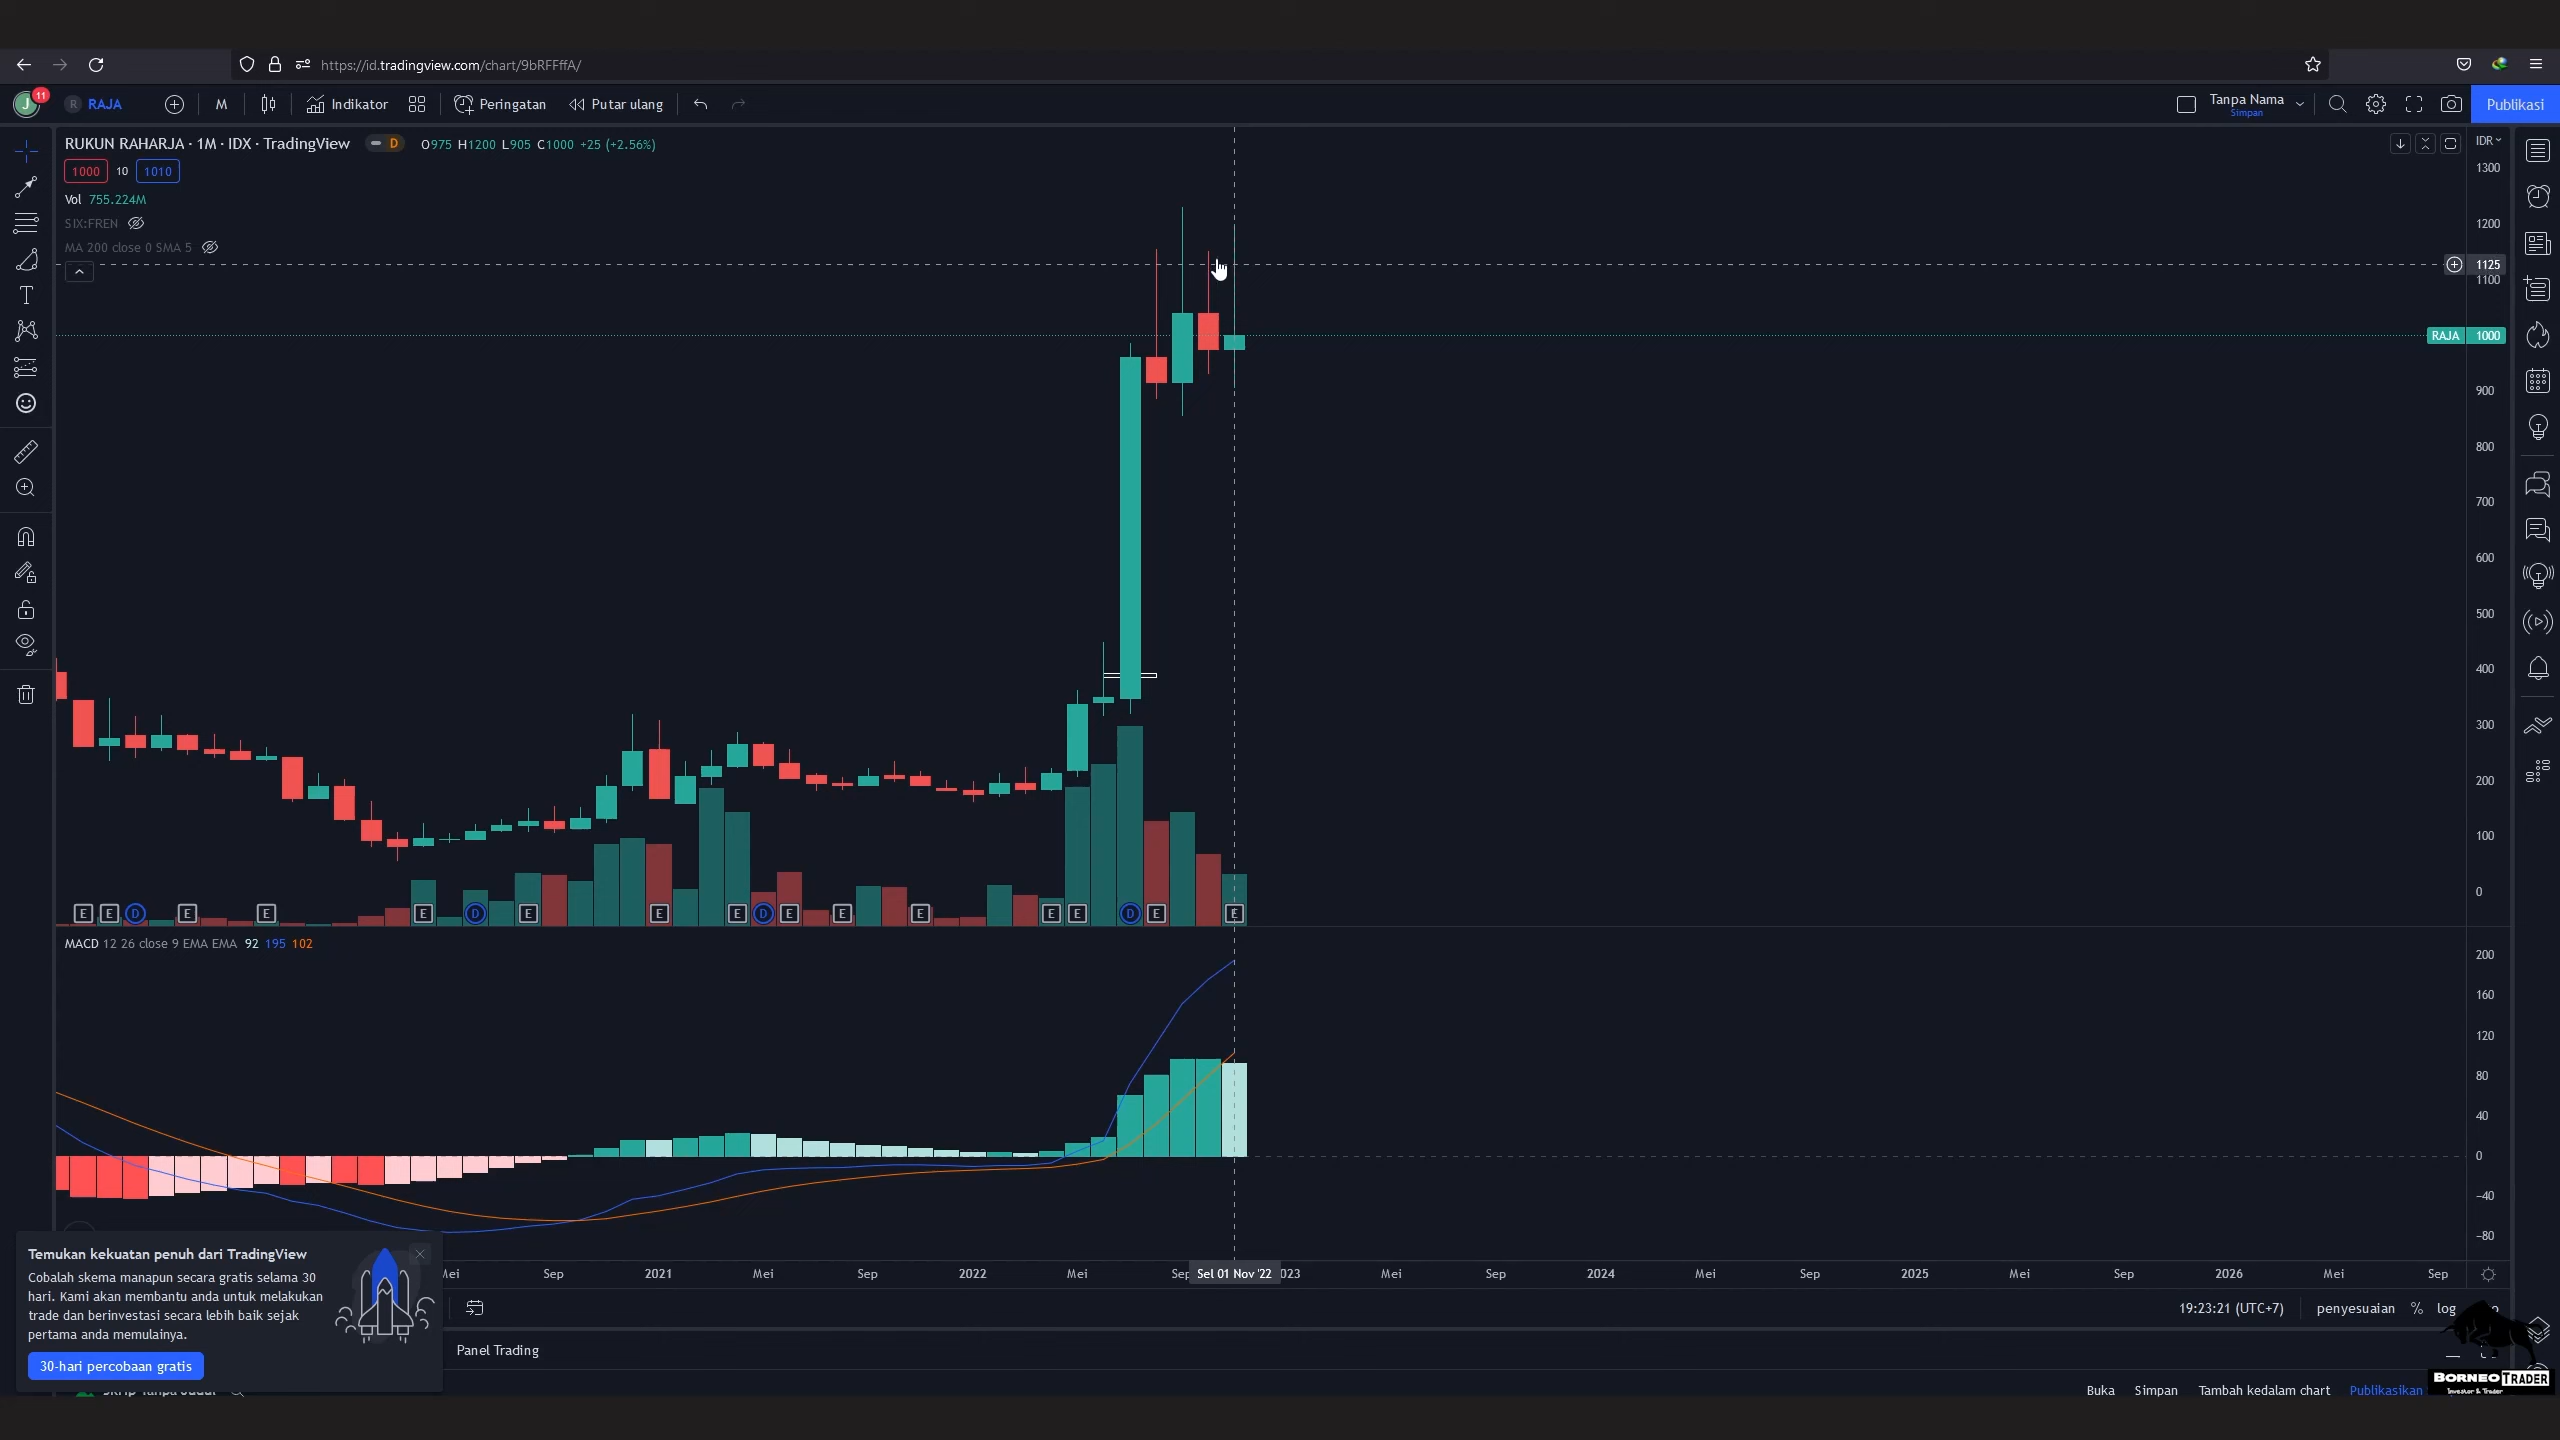 https://id.tradingview.com/chart/9bRFFffA/
J 11 R RAJA M Indikator Peringatan Putar ulang Tanpa Nama Simpan Publikasi
RUKUN RAHARJA · 1M · IDX · TradingView D O975 H1200 L905 C1000 +25 (+2.56%) IDR
1000 10 1010
Vol 755.224M
SIX:FREN
MA 200 close 0 SMA 5
1300
1200
1125
1100
RAJA 1000
900
800
700
600
500
400
300
200
100
0
E E D E E E D E E E D E E E E E D E E
MACD 12 26 close 9 EMA EMA 92 195 102
200
160
120
80
40
0
−40
−80
Sep 2021 Mei Sep 2022 Mei Sel 01 Nov '22 Mei Sep 2024 Mei Sep 2025 Mei Sep 2026 Mei Sep
19:23:21 (UTC+7) penyesuaian % log
Temukan kekuatan penuh dari TradingView
Cobalah skema manapun secara gratis selama 30
hari. Kami akan membantu anda untuk melakukan
trade dan berinvestasi secara lebih baik sejak
pertama anda memulainya.
30-hari percobaan gratis
Panel Trading
Buka Simpan Tambah kedalam chart Publikasikan
BORNEO TRADER
Investor & Trader